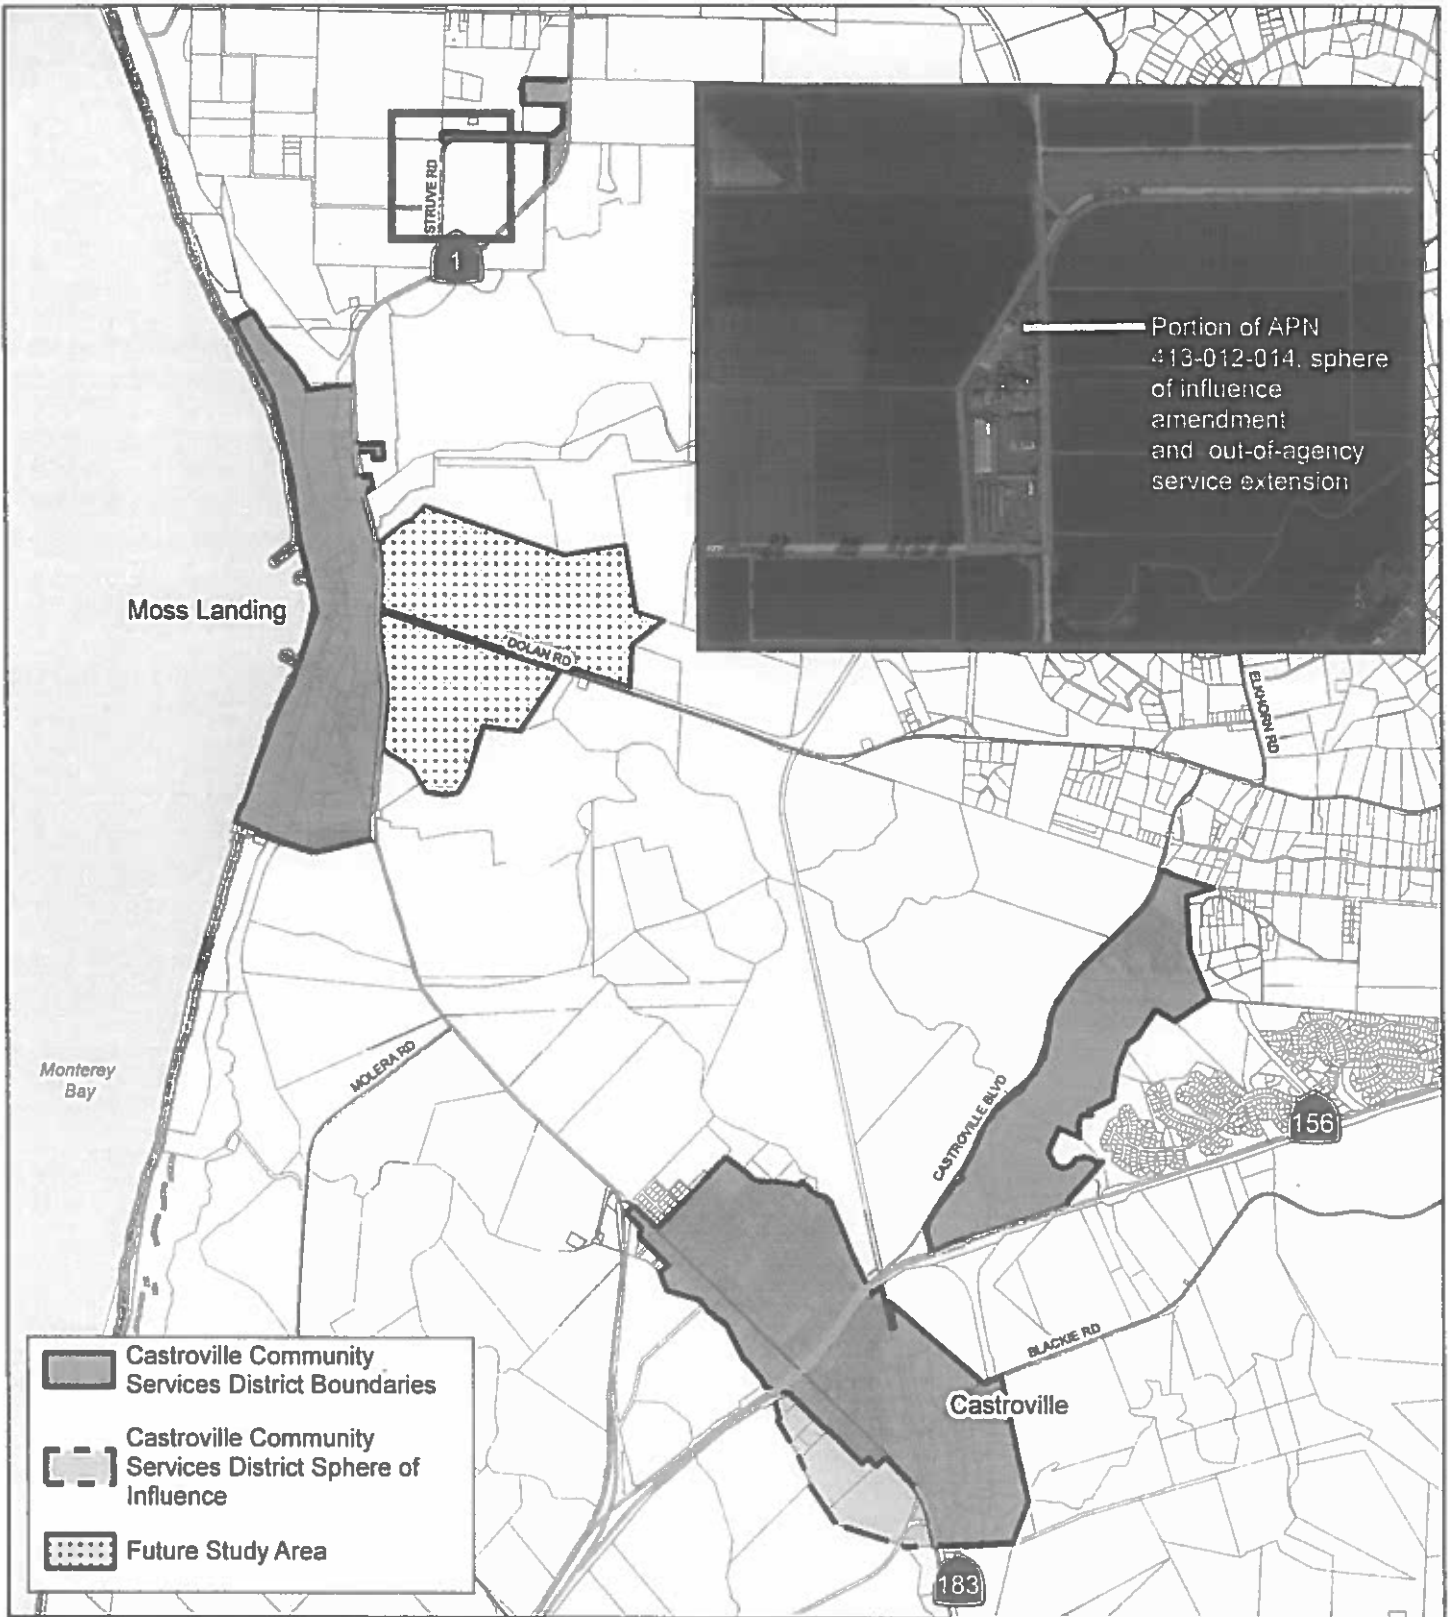 STRUVE RD
1
Portion of APN
413-012-014, sphere
of influence
amendment
and out-of-agency
service extension
Moss Landing
DOLAN RD
ELKHORN RD
Monterey
Bay
MOLERA RD
CASTROVILLE BLVD
156
BLACKIE RD
Castroville
183
Castroville Community
Services District Boundaries
Castroville Community
Services District Sphere of
Influence
Future Study Area